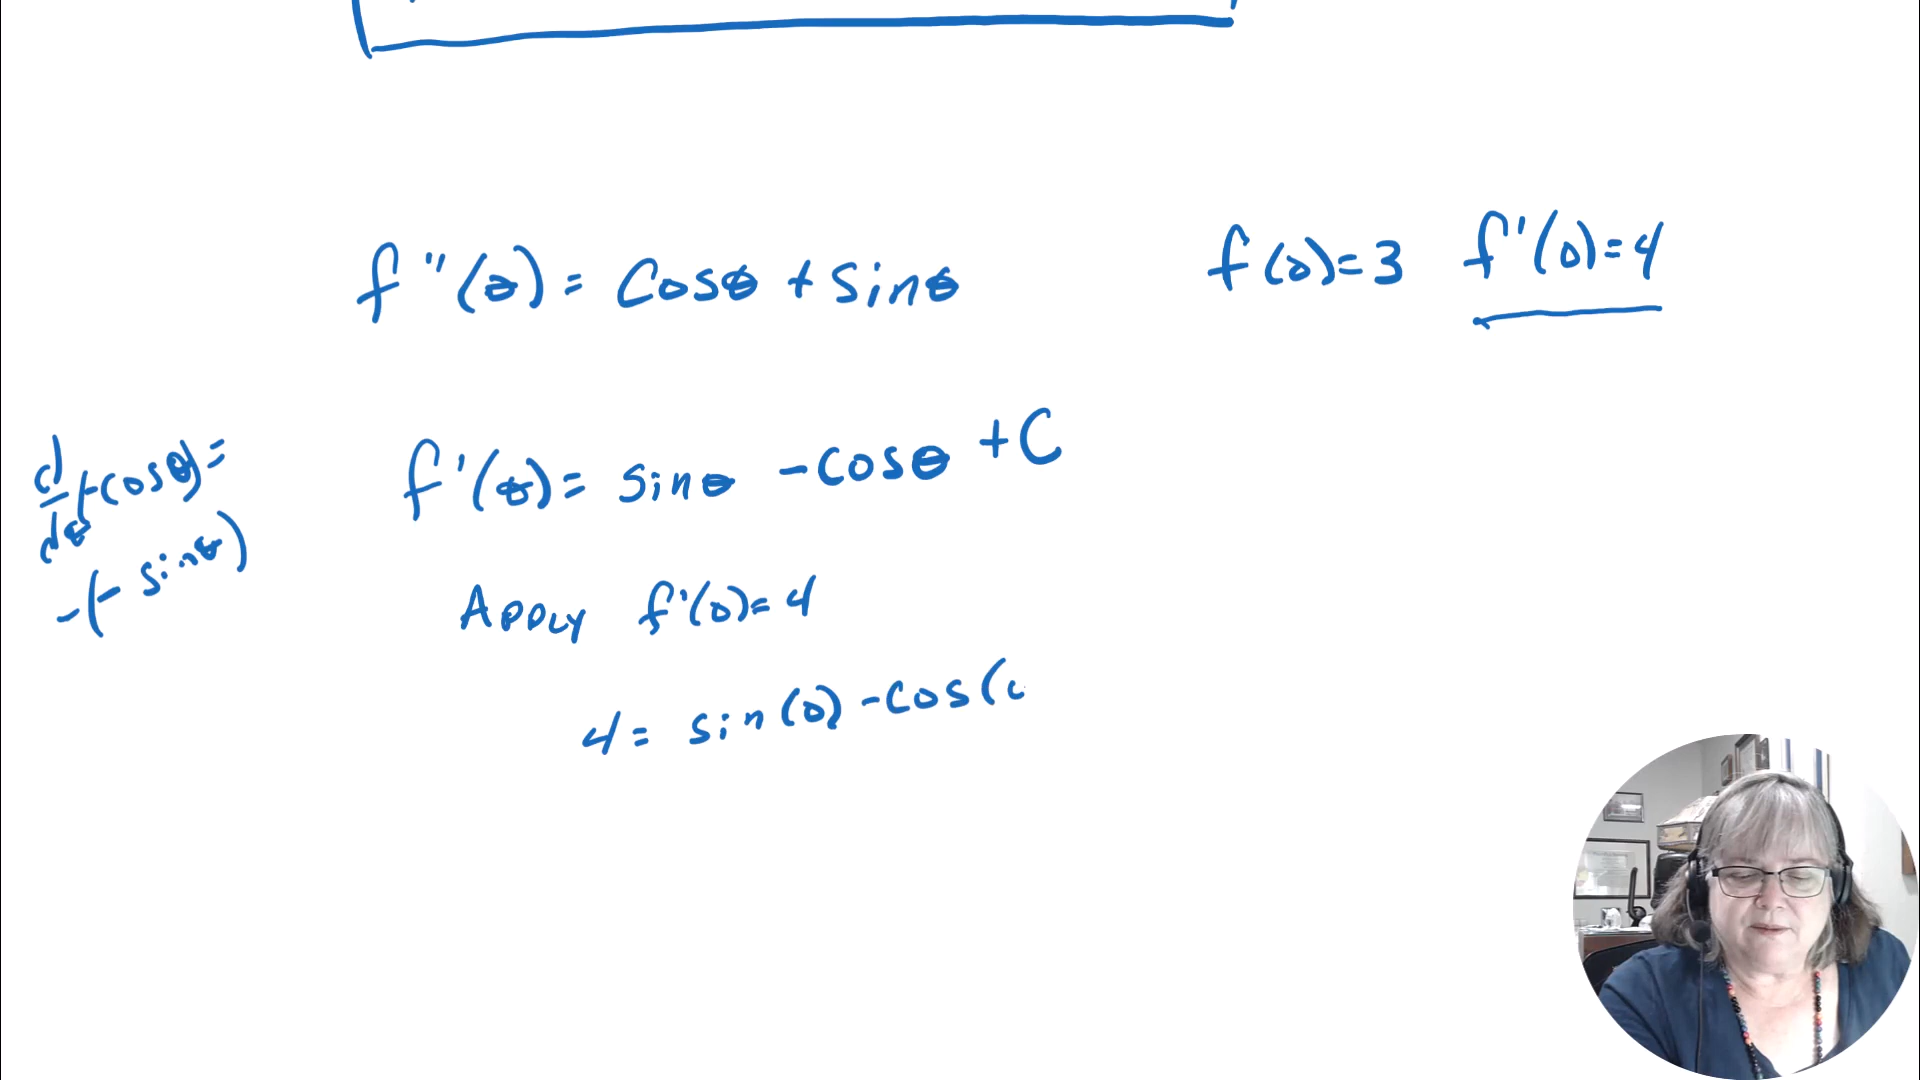 f''(θ) = cosθ + sinθ
f(0)=3 f'(0)=4
f'(θ)= sinθ -cosθ +C
d/dθ(-cosθ)=
-(- sinθ)
Apply f'(0)=4
4= sin(0) -cos(